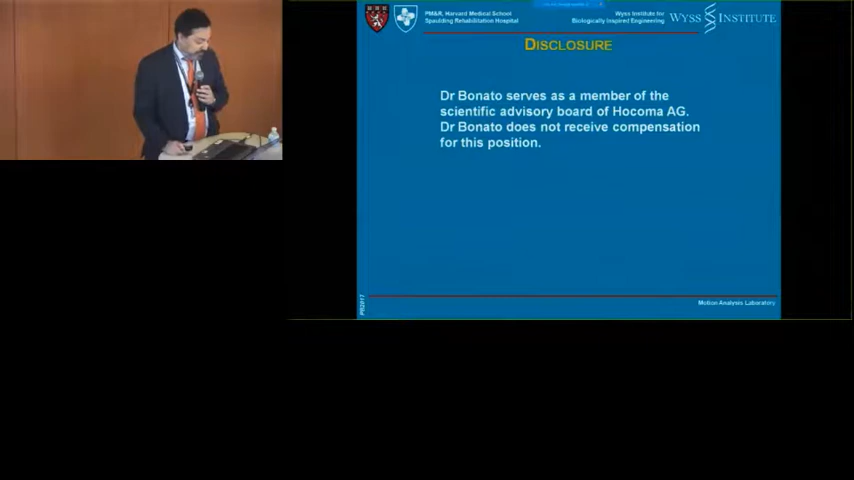 PM&R, Harvard Medical School
Spaulding Rehabilitation Hospital
Wyss Institute for
Biologically Inspired Engineering
WYSS INSTITUTE
DISCLOSURE
Dr Bonato serves as a member of the
scientific advisory board of Hocoma AG.
Dr Bonato does not receive compensation
for this position.
Motion Analysis Laboratory